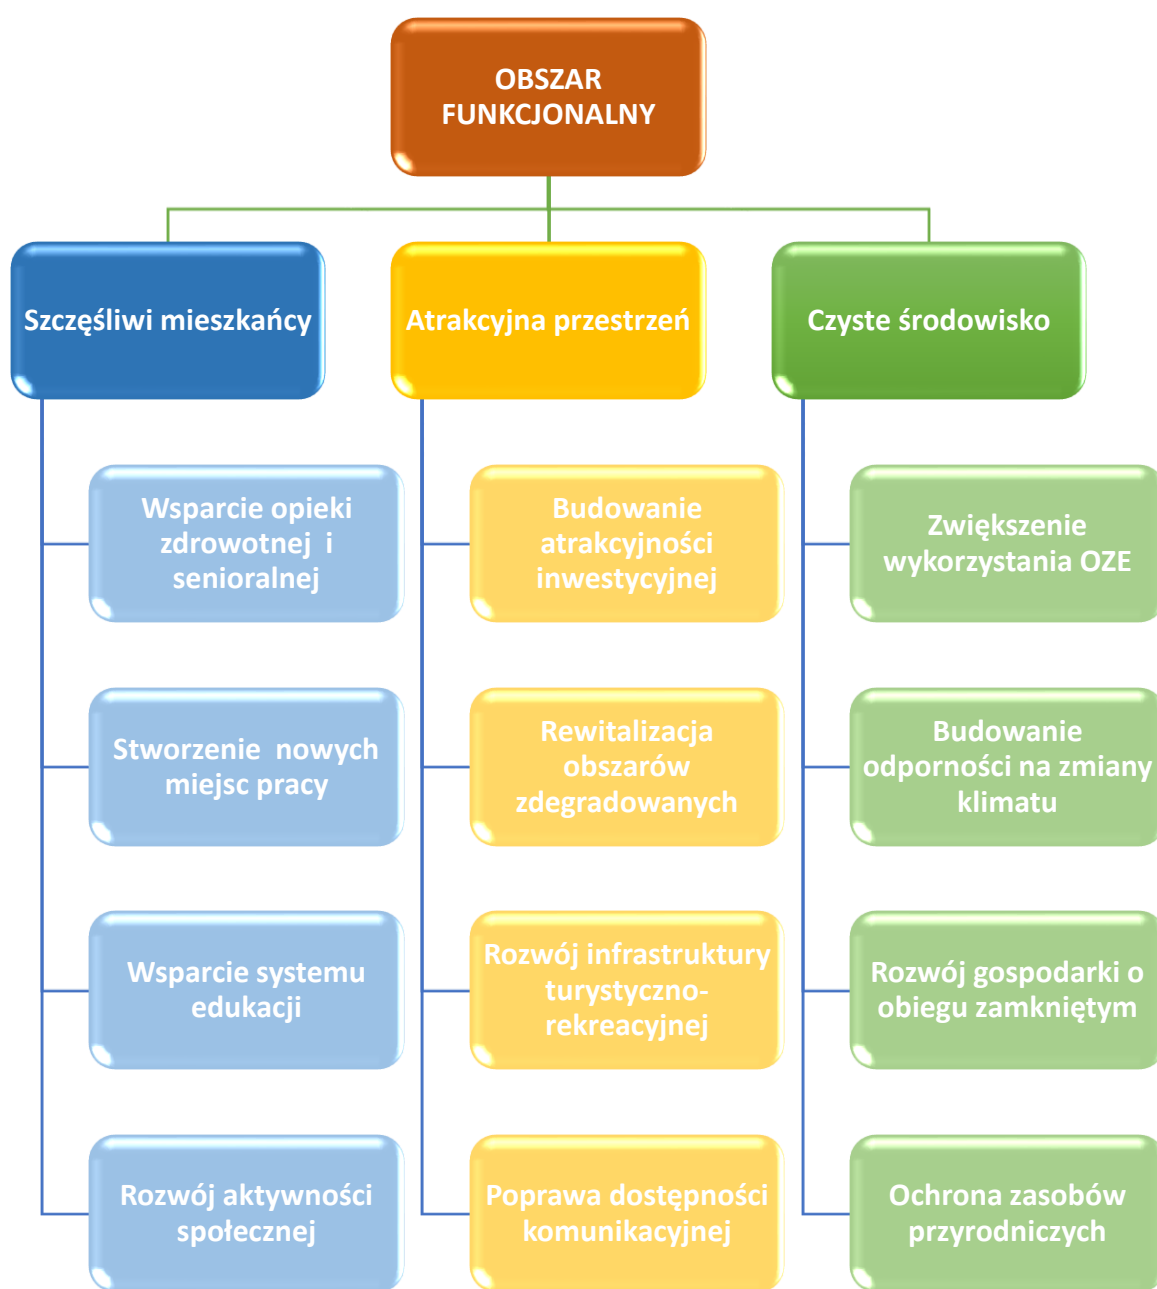 OBSZAR
FUNKCJONALNY
Szczęśliwi mieszkańcy
Atrakcyjna przestrzeń
Czyste środowisko
Wsparcie opieki
zdrowotnej i
senioralnej
Budowanie
atrakcyjności
inwestycyjnej
Zwiększenie
wykorzystania OZE
Stworzenie nowych
miejsc pracy
Rewitalizacja
obszarów
zdegradowanych
Budowanie
odporności na zmiany
klimatu
Wsparcie systemu
edukacji
Rozwój infrastruktury
turystyczno-
rekreacyjnej
Rozwój gospodarki o
obiegu zamkniętym
Rozwój aktywności
społecznej
Poprawa dostępności
komunikacyjnej
Ochrona zasobów
przyrodniczych